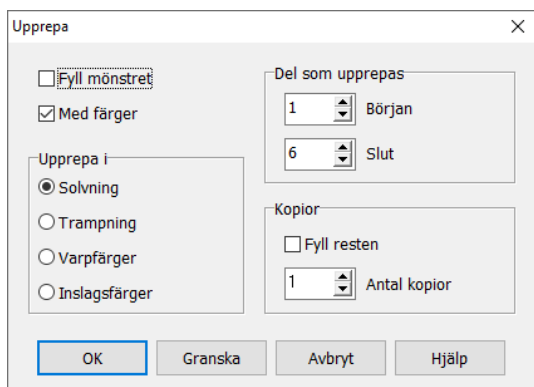 Upprepa
Fyll mönstret
Med färger
Upprepa i
Solvning
Trampning
Varpfärger
Inslagsfärger
Del som upprepas
1 Början
6 Slut
Kopior
Fyll resten
1 Antal kopior
OK Granska Avbryt Hjälp